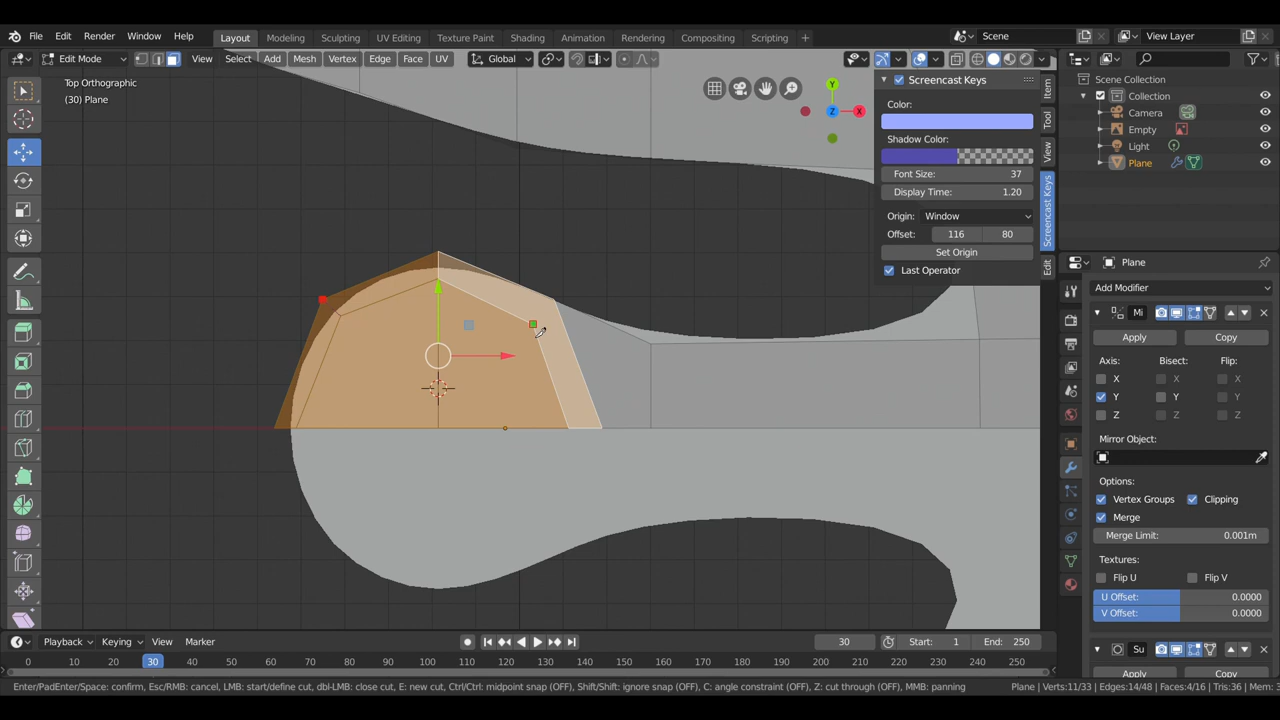 File Edit Render Window Help Layout Modeling Sculpting UV Editing Texture Paint Shading Animation Rendering Compositing Scripting + Scene View Layer
Edit Mode View Select Add Mesh Vertex Edge Face UV Global
Top Orthographic
(30) Plane
Y
X
Z
Screencast Keys
Color:
Shadow Color:
Font Size: 37
Display Time: 1.20
Origin: Window
Offset: 116 80
Set Origin
Last Operator
Item
Tool
View
Screencast Keys
Edit
Scene Collection
Collection
Camera
Empty
Light
Plane
Plane
Add Modifier
Mi
Apply Copy
Axis: Bisect: Flip:
X X X
Y Y Y
Z Z Z
Mirror Object:
Options:
Vertex Groups Clipping
Merge
Merge Limit: 0.001m
Textures:
Flip U Flip V
U Offset: 0.0000
V Offset: 0.0000
Su
Apply Copy
Playback Keying View Marker 30 Start: 1 End: 250
0 10 20 30 40 50 60 70 80 90 100 110 120 130 140 150 160 170 180 190 200 210 220 230 240 250
Enter/PadEnter/Space: confirm, Esc/RMB: cancel, LMB: start/define cut, dbl-LMB: close cut, E: new cut, Ctrl/Ctrl: midpoint snap (OFF), Shift/Shift: ignore snap (OFF), C: angle constraint (OFF), Z: cut through (OFF), MMB: panning Plane | Verts:11/33 | Edges:14/48 | Faces:4/16 | Tris:36 | Mem: 3